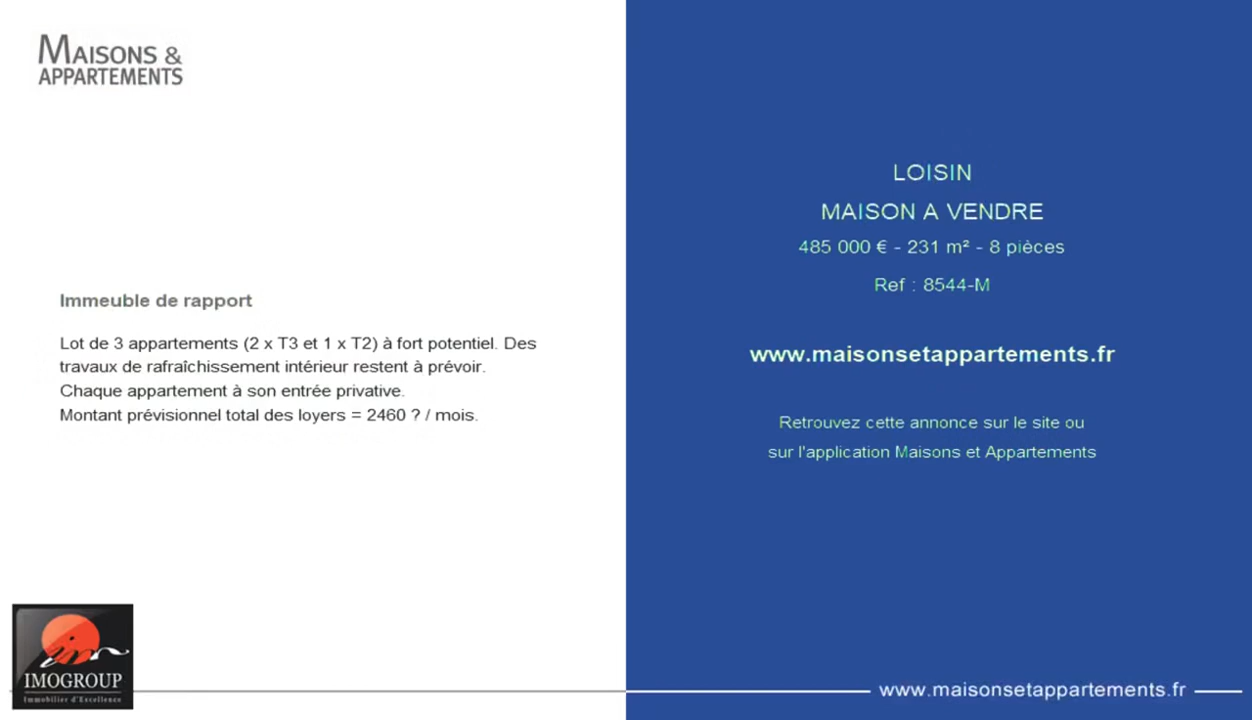 MAISONS &
APPARTEMENTS
Immeuble de rapport
Lot de 3 appartements (2 x T3 et 1 x T2) à fort potentiel. Des
travaux de rafraîchissement intérieur restent à prévoir.
Chaque appartement à son entrée privative.
Montant prévisionnel total des loyers = 2460 ? / mois.
IMOGROUP
Immobilier d'Excellence
LOISIN
MAISON A VENDRE
485 000 € - 231 m² - 8 pièces
Ref : 8544-M
www.maisonsetappartements.fr
Retrouvez cette annonce sur le site ou
sur l'application Maisons et Appartements
www.maisonsetappartements.fr